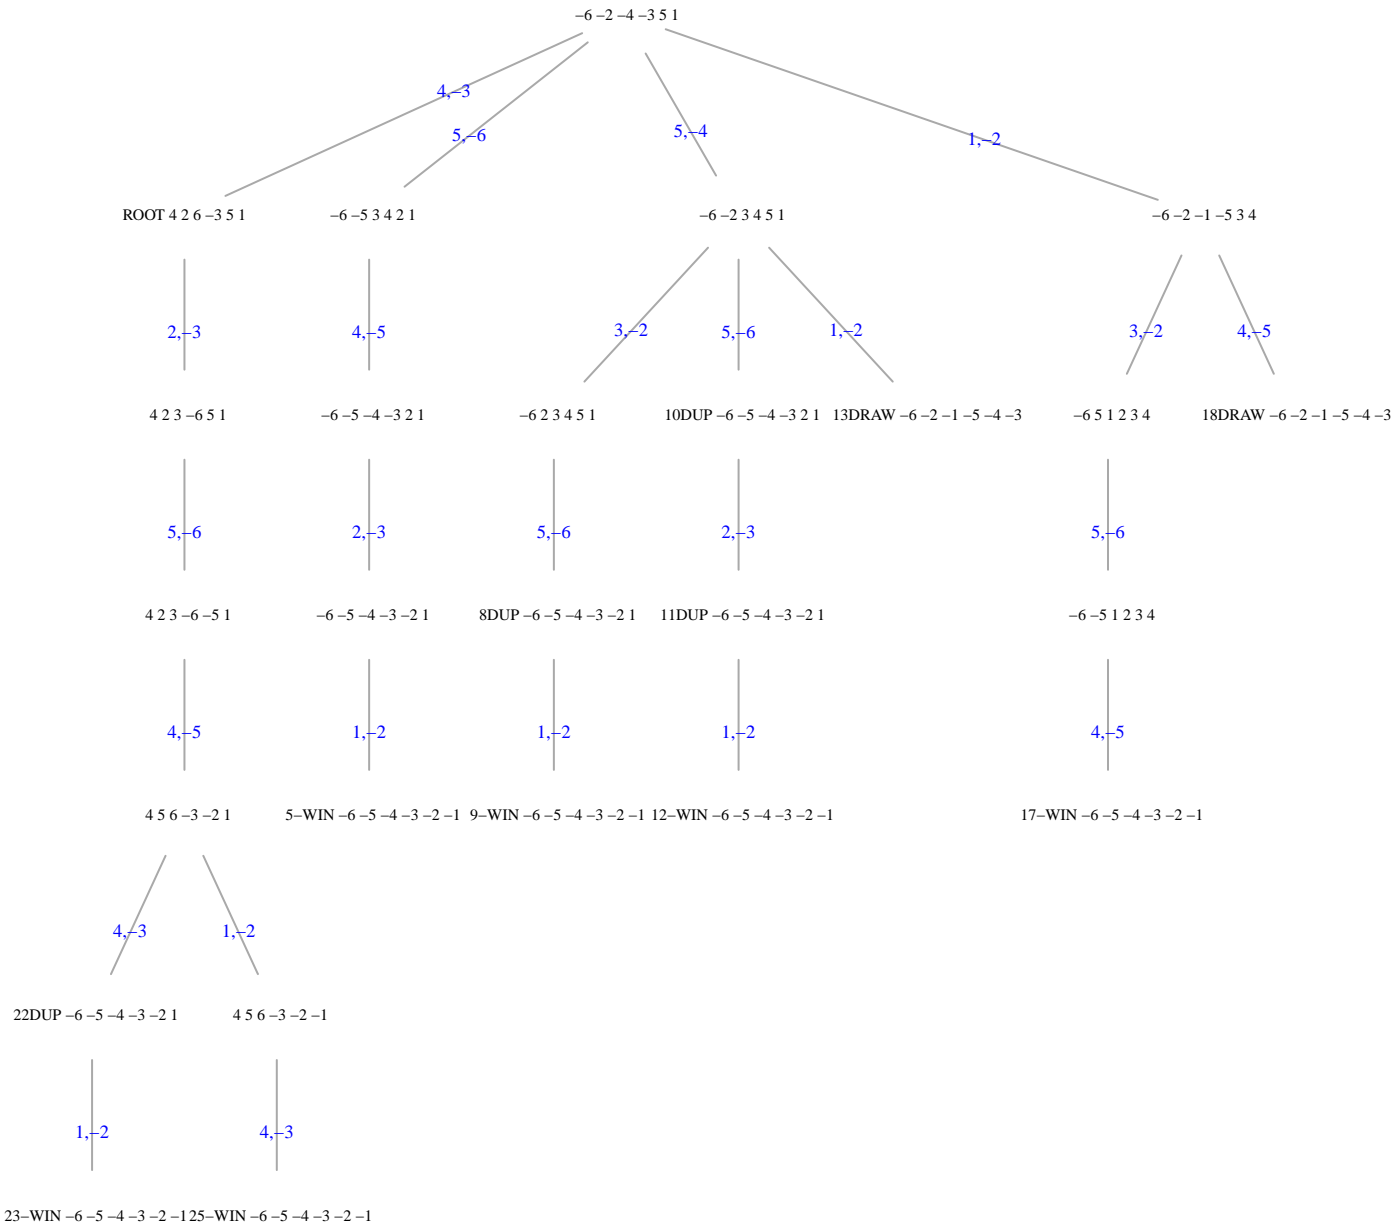 −6 −2 −4 −3 5 1
4,−3
5,−6
5,−4
1,−2
ROOT 4 2 6 −3 5 1
−6 −5 3 4 2 1
−6 −2 3 4 5 1
−6 −2 −1 −5 3 4
2,−3
4,−5
3,−2
5,−6
1,−2
3,−2
4,−5
4 2 3 −6 5 1
−6 −5 −4 −3 2 1
−6 2 3 4 5 1
10DUP −6 −5 −4 −3 2 1
13DRAW −6 −2 −1 −5 −4 −3
−6 5 1 2 3 4
18DRAW −6 −2 −1 −5 −4 −3
5,−6
2,−3
5,−6
2,−3
5,−6
4 2 3 −6 −5 1
−6 −5 −4 −3 −2 1
8DUP −6 −5 −4 −3 −2 1
11DUP −6 −5 −4 −3 −2 1
−6 −5 1 2 3 4
4,−5
1,−2
1,−2
1,−2
4,−5
4 5 6 −3 −2 1
5−WIN −6 −5 −4 −3 −2 −1
9−WIN −6 −5 −4 −3 −2 −1
12−WIN −6 −5 −4 −3 −2 −1
17−WIN −6 −5 −4 −3 −2 −1
4,−3
1,−2
22DUP −6 −5 −4 −3 −2 1
4 5 6 −3 −2 −1
1,−2
4,−3
23−WIN −6 −5 −4 −3 −2 −1
25−WIN −6 −5 −4 −3 −2 −1